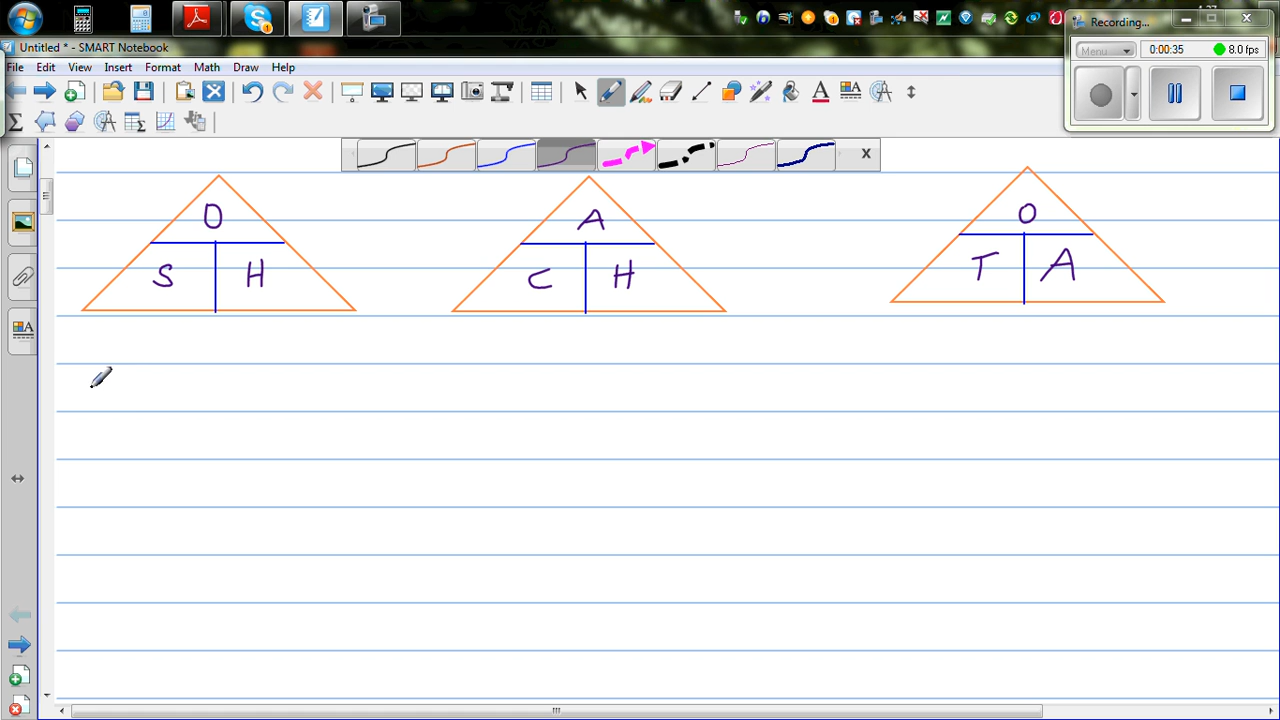 Untitled * - SMART Notebook
File Edit View Insert Format Math Draw Help
Recording...
Menu 0:00:35 8.0 fps
O
S H
A
C H
O
T A